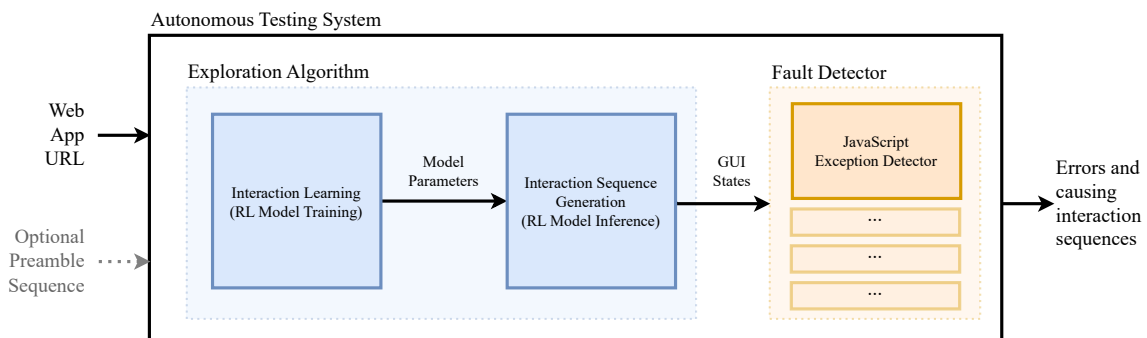 Autonomous Testing System
Exploration Algorithm
Fault Detector
Web
App
URL
Optional
Preamble
Sequence
Interaction Learning
(RL Model Training)
Model
Parameters
Interaction Sequence
Generation
(RL Model Inference)
GUI
States
JavaScript
Exception Detector
...
...
...
Errors and
causing
interaction
sequences